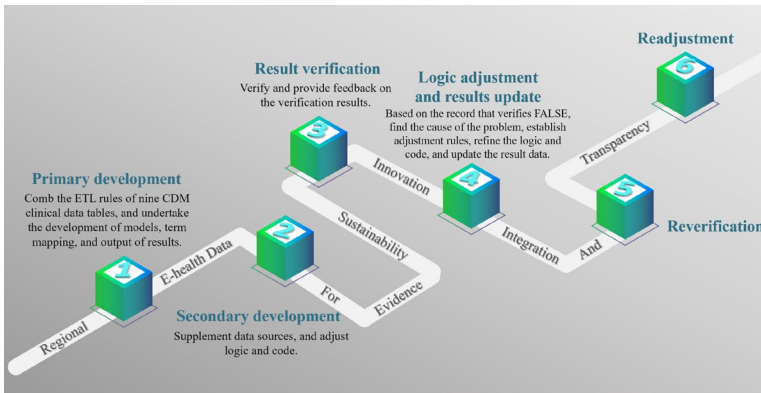 Readjustment
6
Result verification
Verify and provide feedback on
the verification results.
Logic adjustment
and results update
Based on the record that verifies FALSE,
find the cause of the problem, establish
adjustment rules, refine the logic and
code, and update the result data.
3
Innovation
4
Transparency
5
Reverification
Primary development
Comb the ETL rules of nine CDM
clinical data tables, and undertake
the development of models, term
mapping, and output of results.
1
E-health Data
2
Sustainability
Integration
And
Regional
For
Evidence
Secondary development
Supplement data sources, and adjust
logic and code.